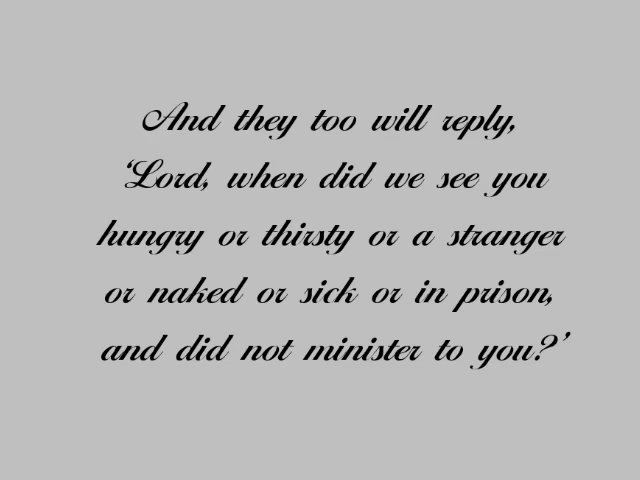 And they too will reply,
‘Lord, when did we see you
hungry or thirsty or a stranger
or naked or sick or in prison,
and did not minister to you?’